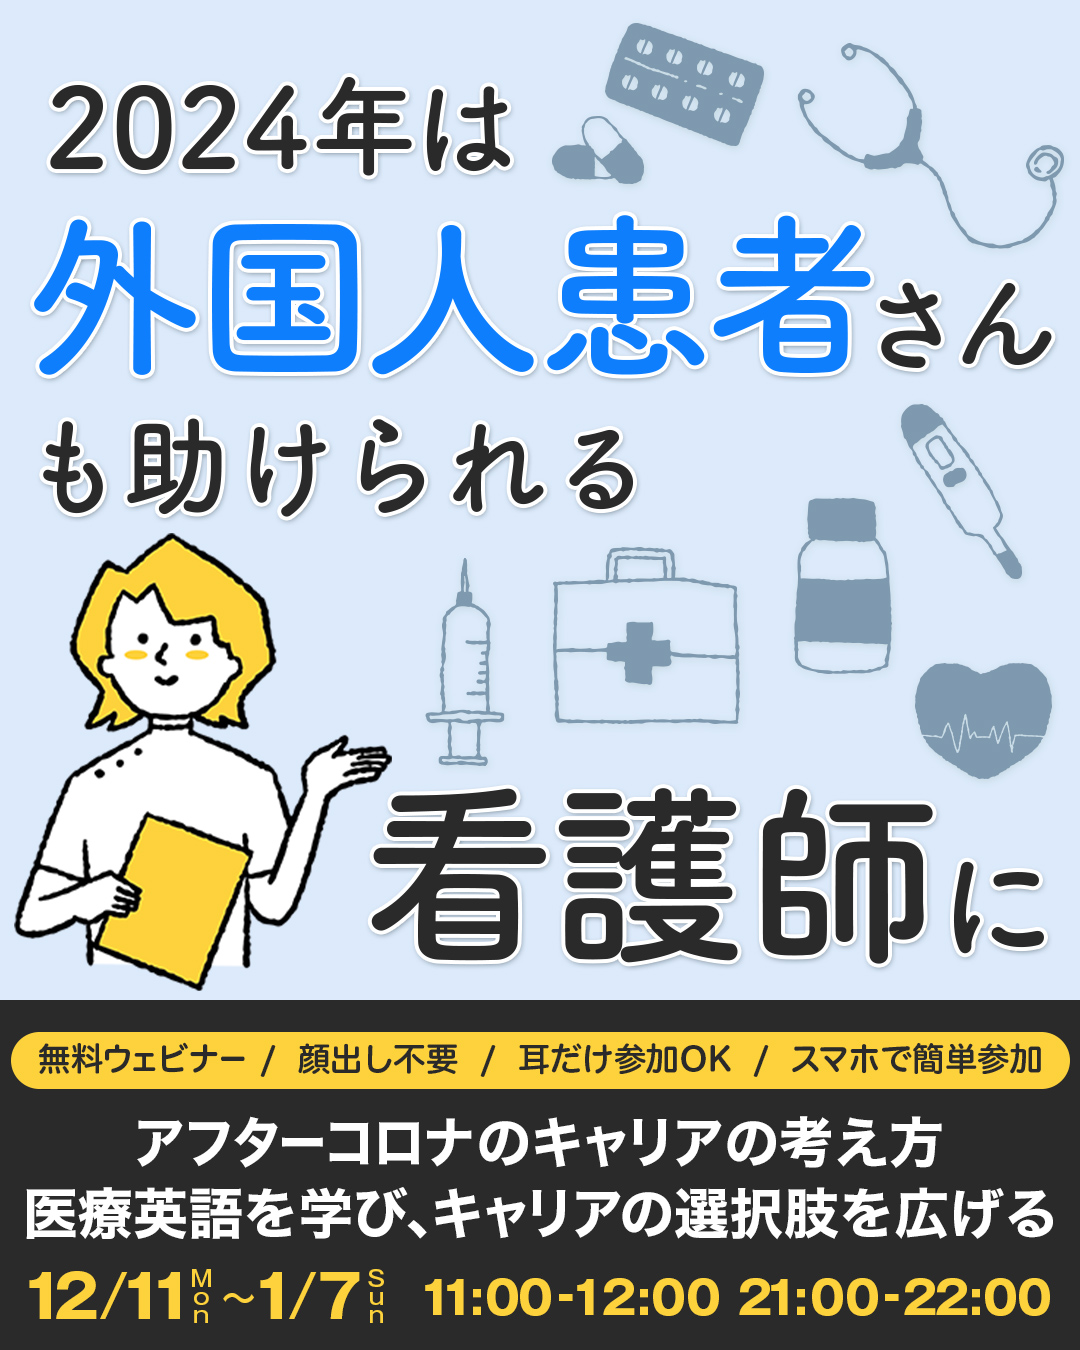 2024年は
外国人患者さん
も助けられる
看護師に
無料ウェビナー / 顔出し不要 / 耳だけ参加OK / スマホで簡単参加
アフターコロナのキャリアの考え方
医療英語を学び、キャリアの選択肢を広げる
12/11 Mon ～1/7 Sun 11:00-12:00 21:00-22:00